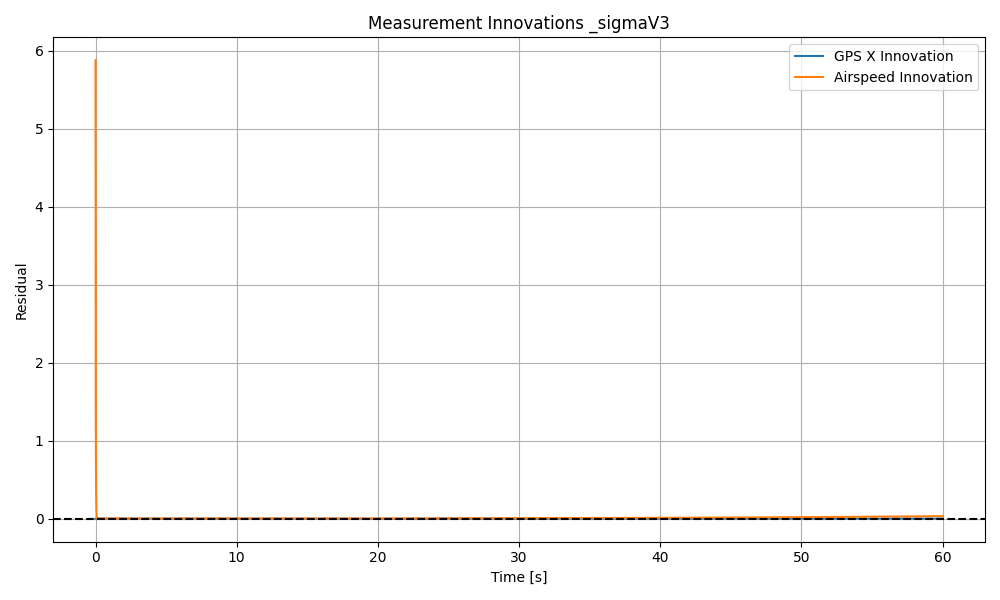 Measurement Innovations _sigmaV3
GPS X Innovation
Airspeed Innovation
Residual
6
5
4
3
2
1
0
0 10 20 30 40 50 60
Time [s]